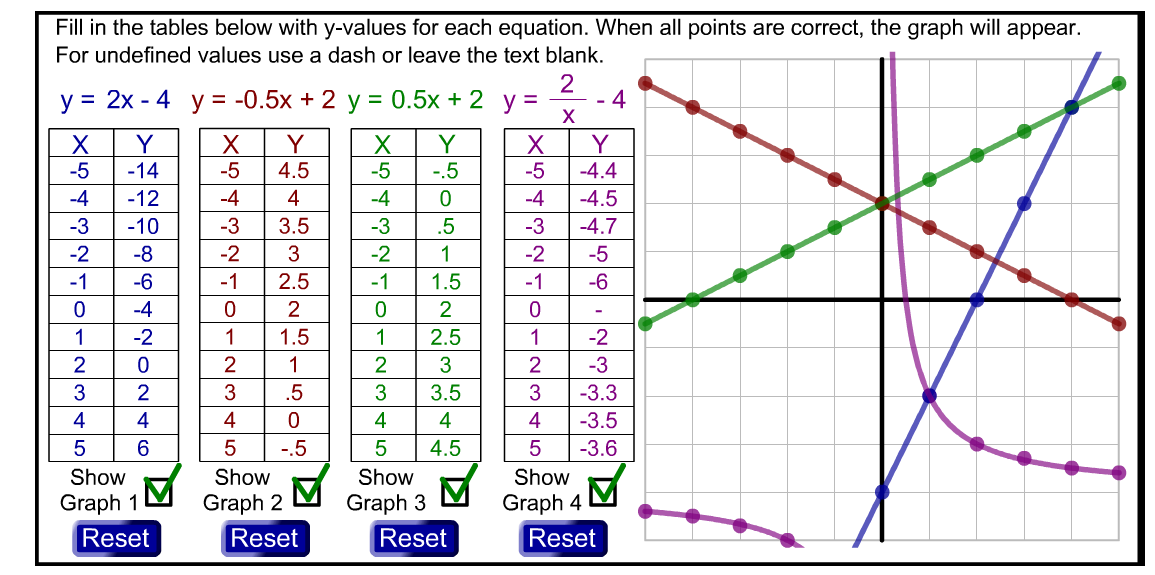 Fill in the tables below with y-values for each equation. When all points are correct, the graph will appear.
For undefined values use a dash or leave the text blank.
y = 2x - 4 y = -0.5x + 2 y = 0.5x + 2 y = 2/x - 4
X Y X Y X Y X Y
-5 -14 -5 4.5 -5 -.5 -5 -4.4
-4 -12 -4 4 -4 0 -4 -4.5
-3 -10 -3 3.5 -3 .5 -3 -4.7
-2 -8 -2 3 -2 1 -2 -5
-1 -6 -1 2.5 -1 1.5 -1 -6
0 -4 0 2 0 2 0 -
1 -2 1 1.5 1 2.5 1 -2
2 0 2 1 2 3 2 -3
3 2 3 .5 3 3.5 3 -3.3
4 4 4 0 4 4 4 -3.5
5 6 5 -.5 5 4.5 5 -3.6
Show Show Show Show
Graph 1 Graph 2 Graph 3 Graph 4
Reset Reset Reset Reset